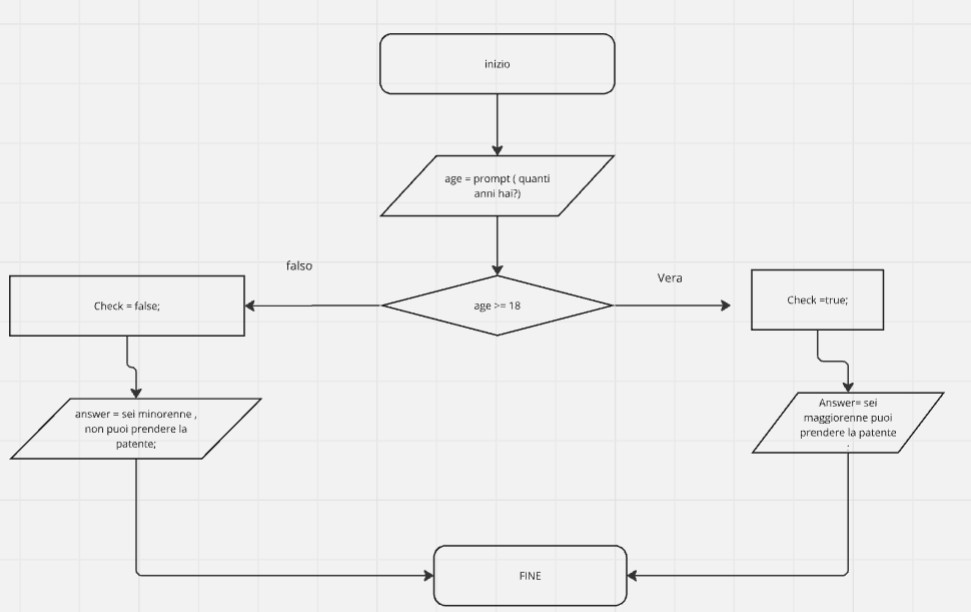 inizio
age = prompt ( quanti
anni hai?)
falso
Vera
age >= 18
Check = false;
Check =true;
answer = sei minorenne ,
non puoi prendere la
patente;
Answer= sei
maggiorenne puoi
prendere la patente
;
FINE